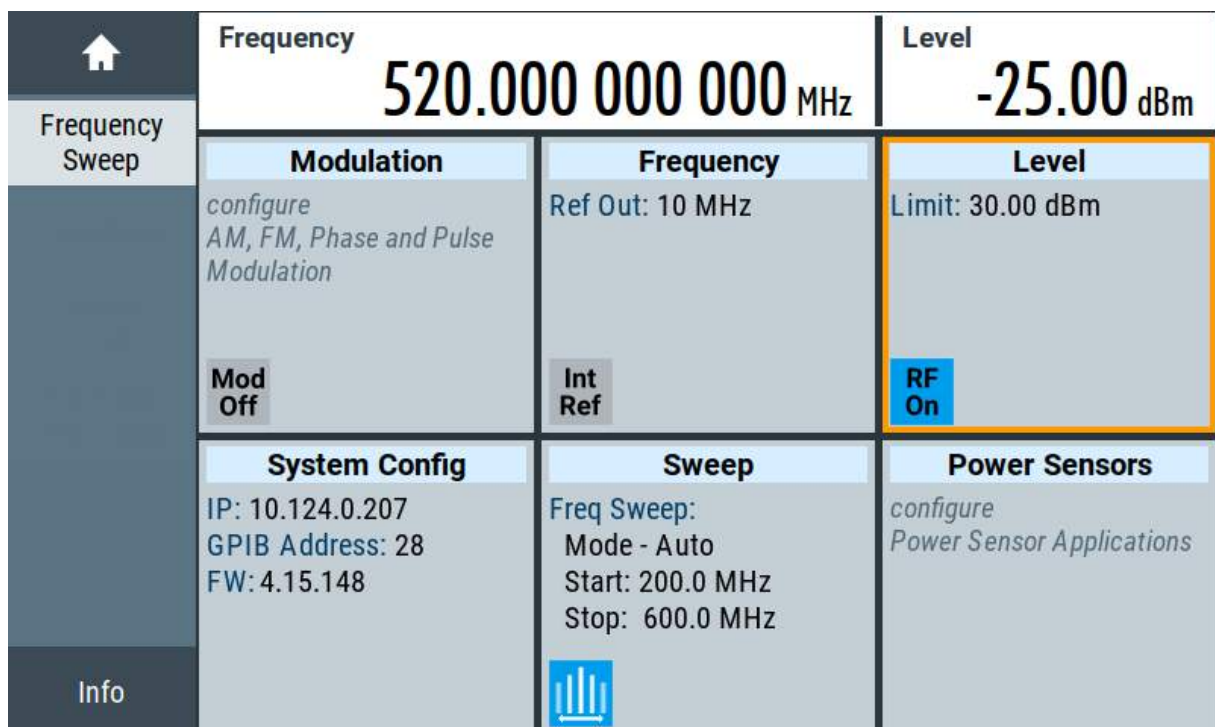 Frequency
520.000 000 000 MHz
Level
-25.00 dBm
Frequency
Sweep
Modulation
configure
AM, FM, Phase and Pulse
Modulation
Mod
Off
Frequency
Ref Out: 10 MHz
Int
Ref
Level
Limit: 30.00 dBm
RF
On
System Config
IP: 10.124.0.207
GPIB Address: 28
FW: 4.15.148
Sweep
Freq Sweep:
Mode - Auto
Start: 200.0 MHz
Stop: 600.0 MHz
Power Sensors
configure
Power Sensor Applications
Info